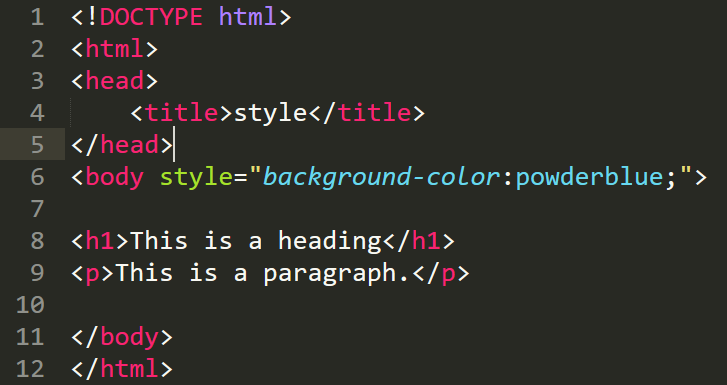 1 <!DOCTYPE html>
2 <html>
3 <head>
4     <title>style</title>
5 </head>
6 <body style="background-color:powderblue;">
7
8 <h1>This is a heading</h1>
9 <p>This is a paragraph.</p>
10
11 </body>
12 </html>